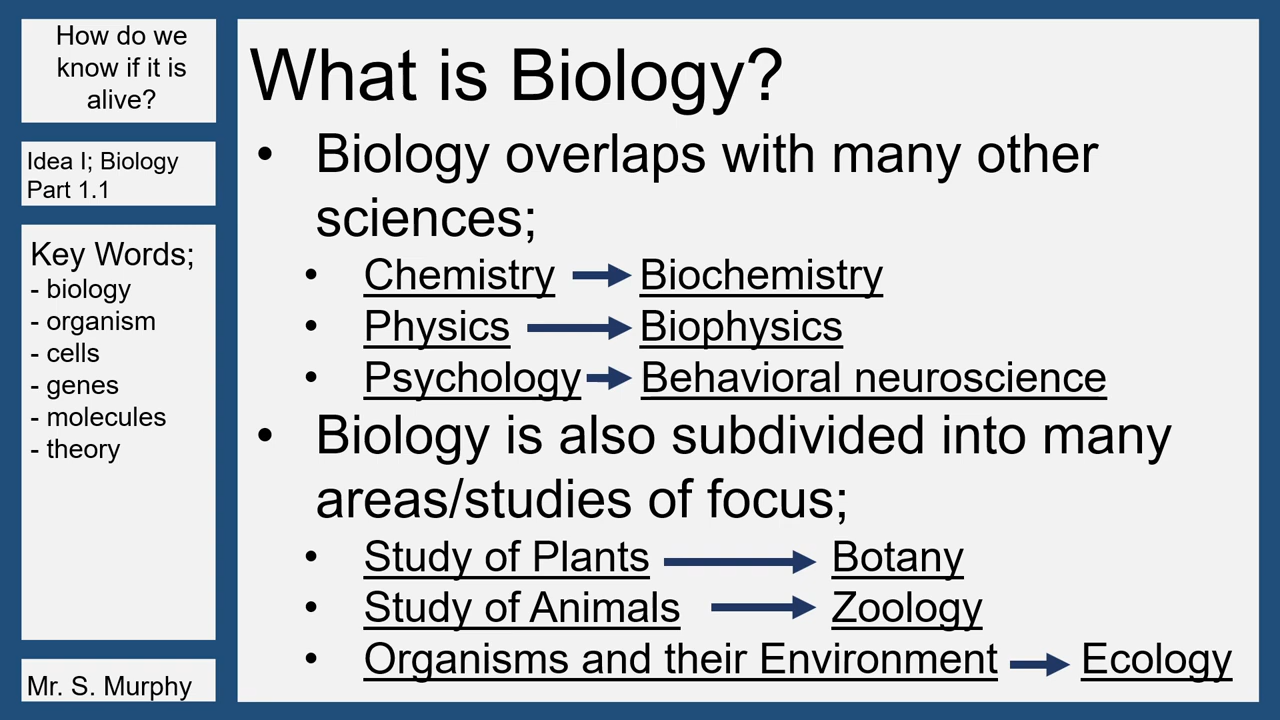 How do we
know if it is
alive?
Idea I; Biology
Part 1.1
Key Words;
- biology
- organism
- cells
- genes
- molecules
- theory
Mr. S. Murphy
What is Biology?
• Biology overlaps with many other
sciences;
• Chemistry → Biochemistry
• Physics → Biophysics
• Psychology → Behavioral neuroscience
• Biology is also subdivided into many
areas/studies of focus;
• Study of Plants → Botany
• Study of Animals → Zoology
• Organisms and their Environment → Ecology